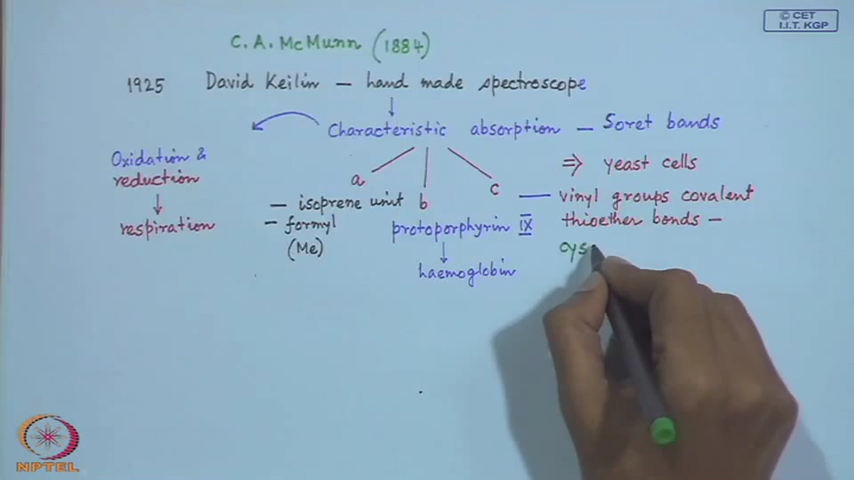 © CET
I.I.T. KGP
C. A. McMunn (1884)
1925 David Keilin – hand made spectroscope
↓
Characteristic absorption – Soret bands
Oxidation & reduction
↓
respiration
⇒ yeast cells
a
– isoprene unit
– formyl
(Me)
b
protoporphyrin IX
↓
haemoglobin
c – vinyl groups covalent
thioether bonds –
cys
NPTEL